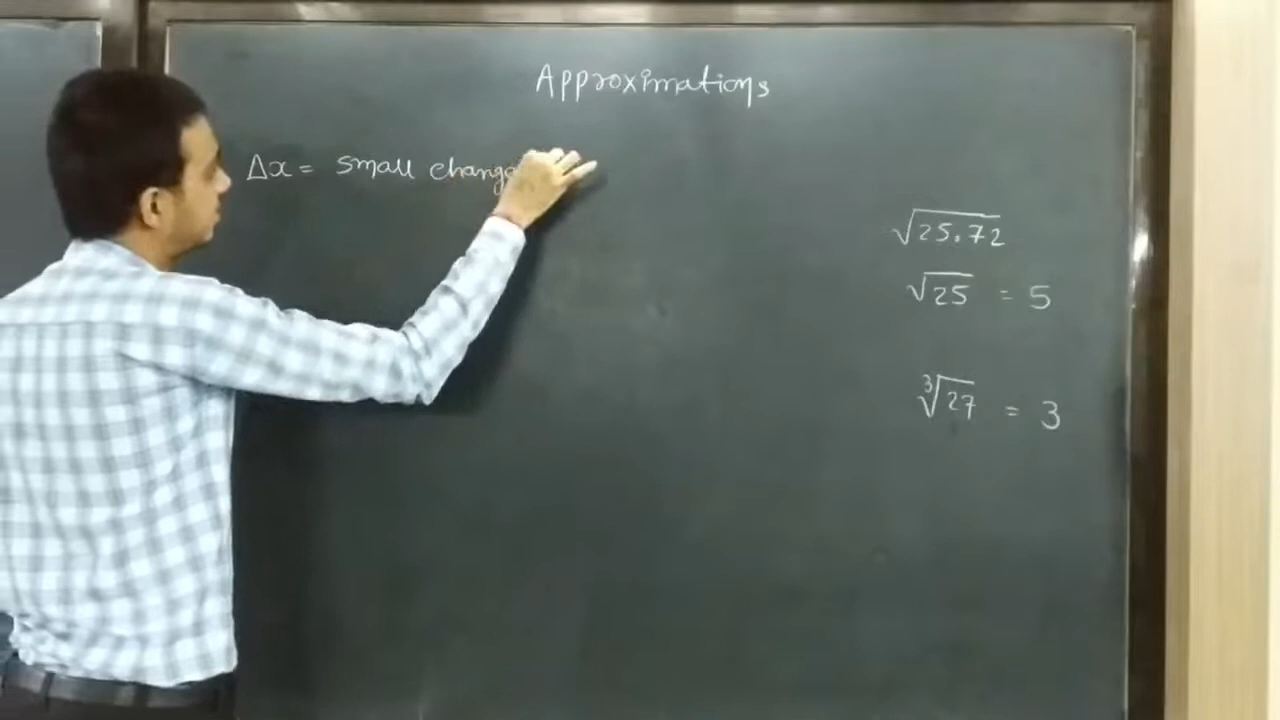 Approximations
Δx = small change
√25.72
√25 = 5
∛27 = 3